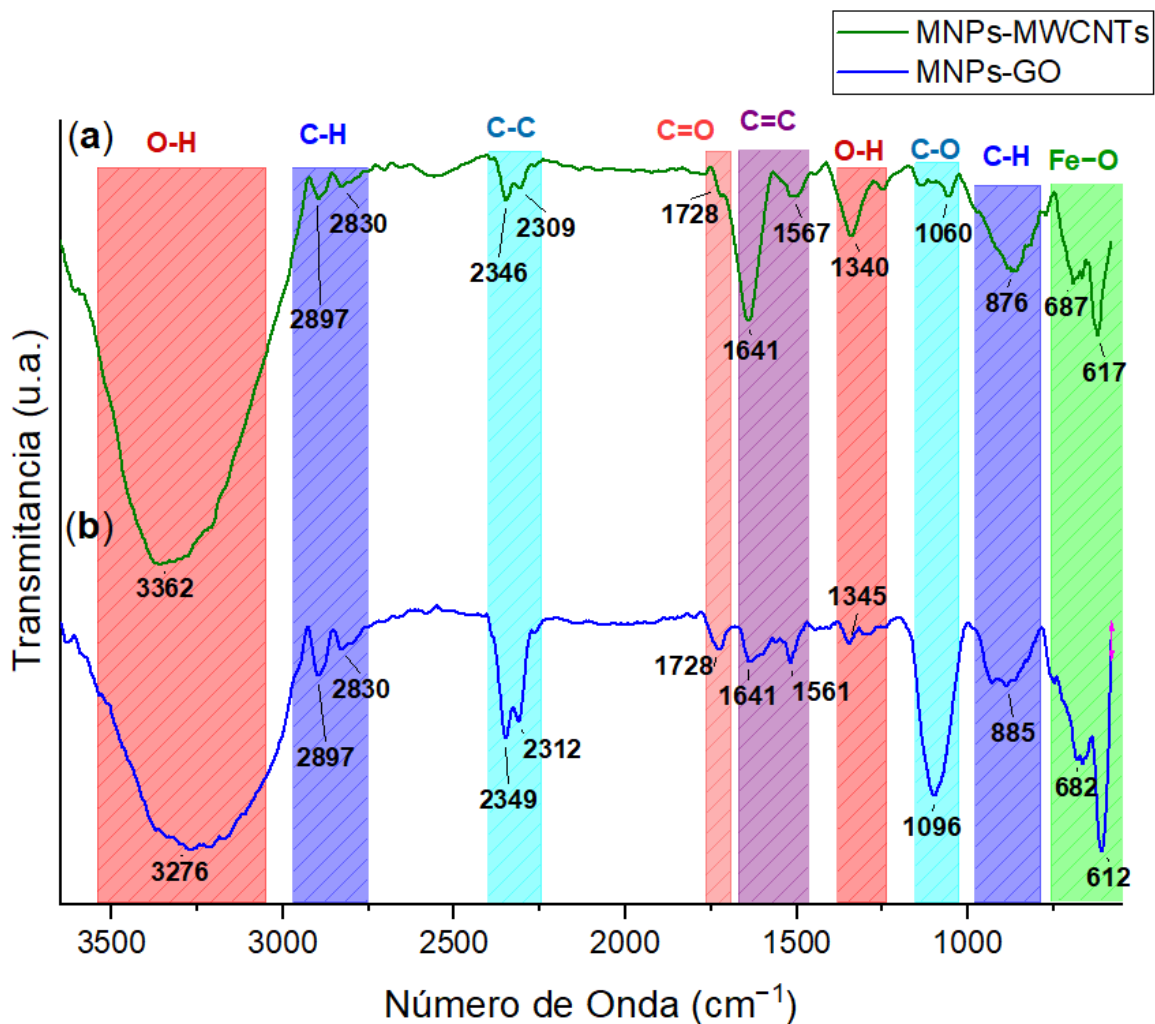 MNPs-MWCNTs
MNPs-GO
(a)
O-H
C-H
C-C
C=O
C=C
O-H
C-O
C-H
Fe−O
2830
2309
1728
1567
1060
2897
2346
1340
876
687
1641
617
(b)
3362
1345
2830
1728
1641
1561
2897
2312
885
682
2349
1096
3276
612
3500
3000
2500
2000
1500
1000
Transmitancia (u.a.)
Número de Onda (cm⁻¹)